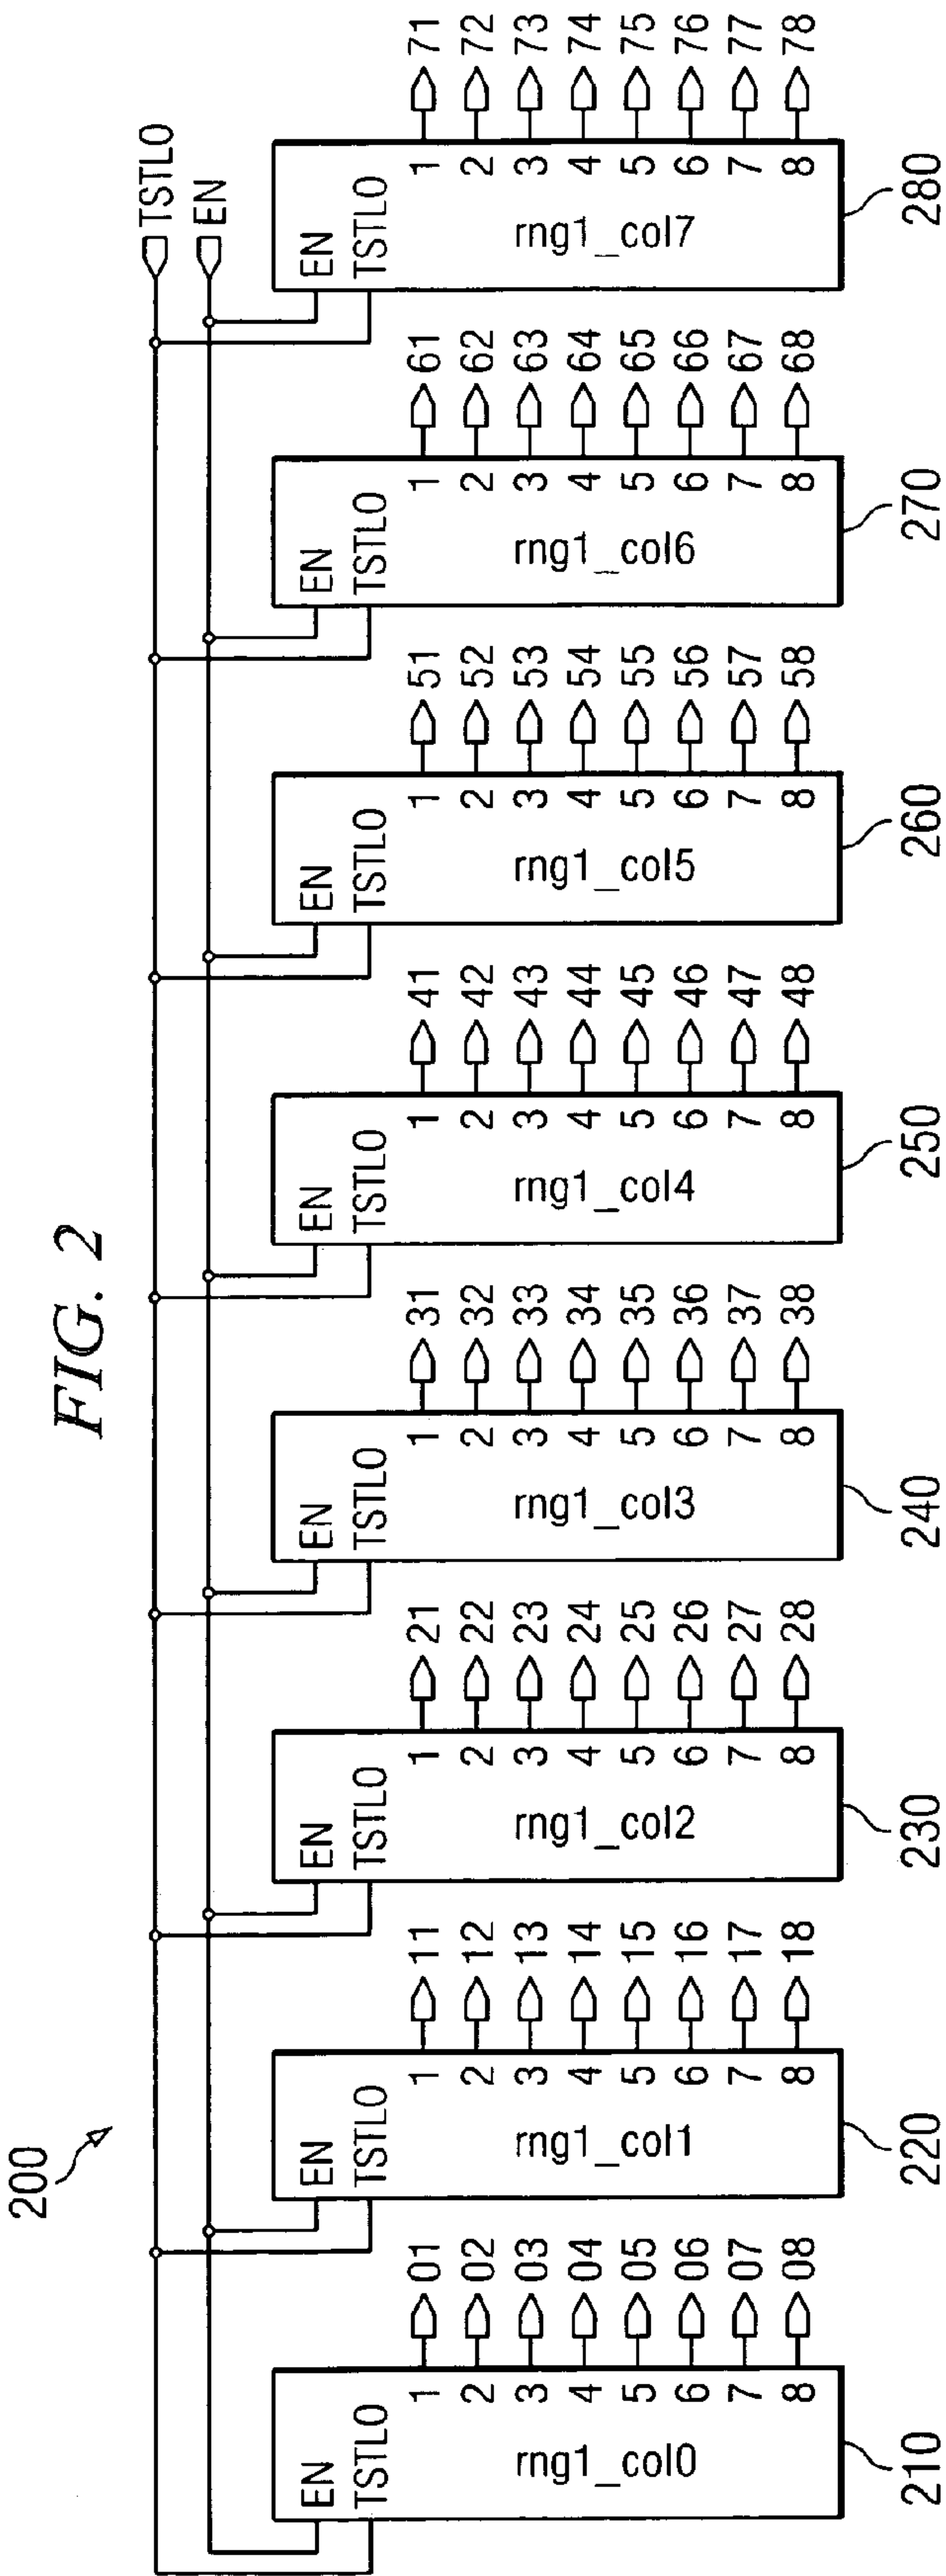 FIG. 2
200
TSTLO
EN
EN
TSTLO
rng1_col0
1 01
2 02
3 03
4 04
5 05
6 06
7 07
8 08
210
EN
TSTLO
rng1_col1
1 11
2 12
3 13
4 14
5 15
6 16
7 17
8 18
220
EN
TSTLO
rng1_col2
1 21
2 22
3 23
4 24
5 25
6 26
7 27
8 28
230
EN
TSTLO
rng1_col3
1 31
2 32
3 33
4 34
5 35
6 36
7 37
8 38
240
EN
TSTLO
rng1_col4
1 41
2 42
3 43
4 44
5 45
6 46
7 47
8 48
250
EN
TSTLO
rng1_col5
1 51
2 52
3 53
4 54
5 55
6 56
7 57
8 58
260
EN
TSTLO
rng1_col6
1 61
2 62
3 63
4 64
5 65
6 66
7 67
8 68
270
EN
TSTLO
rng1_col7
1 71
2 72
3 73
4 74
5 75
6 76
7 77
8 78
280